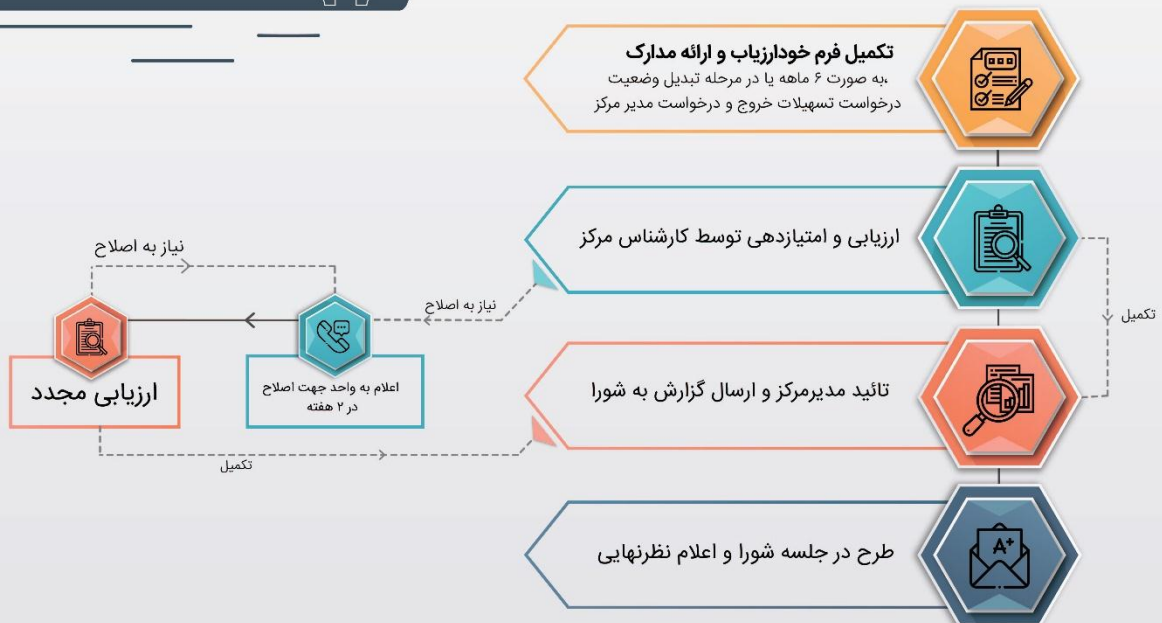 تکمیل فرم خودارزیاب و ارائه مدارک
،به صورت ۶ ماهه یا در مرحله تبدیل وضعیت
درخواست تسهیلات خروج و درخواست مدیر مرکز
ارزیابی و امتیازدهی توسط کارشناس مرکز
نیاز به اصلاح
نیاز به اصلاح
تکمیل
اعلام به واحد جهت اصلاح
در ۲ هفته
ارزیابی مجدد
تائید مدیرمرکز و ارسال گزارش به شورا
تکمیل
طرح در جلسه شورا و اعلام نظرنهایی
A+